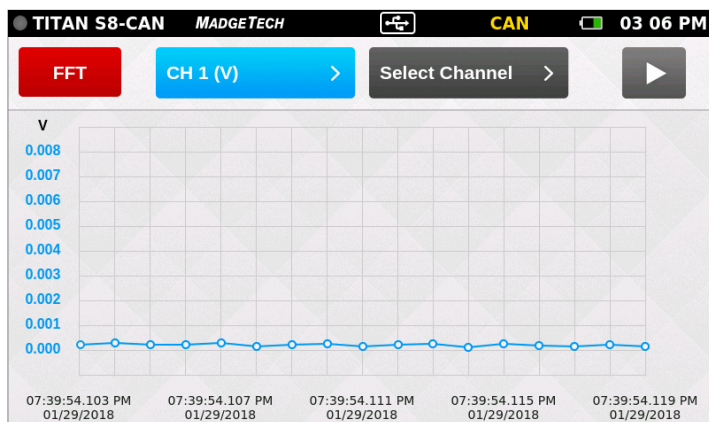 TITAN S8-CAN MADGETECH CAN 03 06 PM
FFT CH 1 (V) > Select Channel >
V
0.008
0.007
0.006
0.005
0.004
0.003
0.002
0.001
0.000
07:39:54.103 PM 07:39:54.107 PM 07:39:54.111 PM 07:39:54.115 PM 07:39:54.119 PM
01/29/2018 01/29/2018 01/29/2018 01/29/2018 01/29/2018